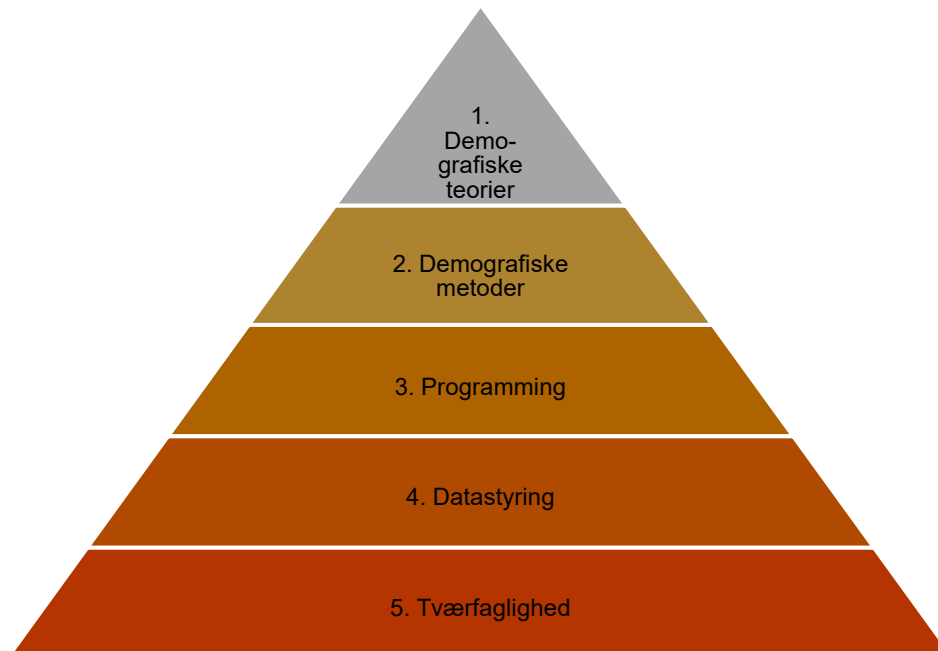 1.
Demo-
grafiske
teorier
2. Demografiske
metoder
3. Programming
4. Datastyring
5. Tværfaglighed